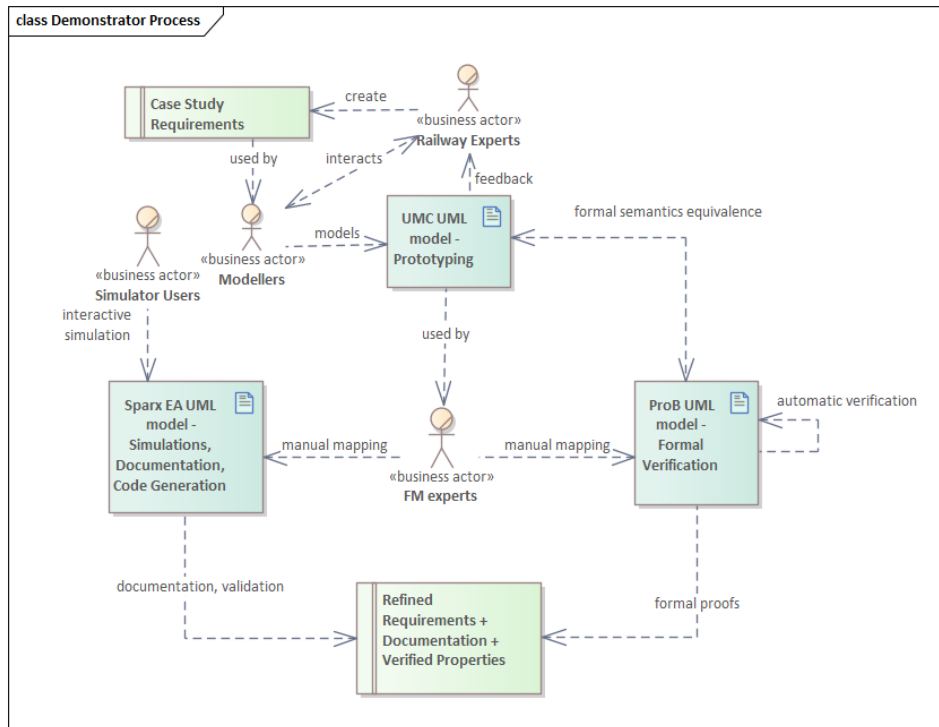 class Demonstrator Process
Case Study
Requirements
create
«business actor»
Railway Experts
used by
interacts
feedback
UMC UML
model -
Prototyping
formal semantics equivalence
models
«business actor»
Modellers
«business actor»
Simulator Users
interactive
simulation
used by
Sparx EA UML
model -
Simulations,
Documentation,
Code Generation
manual mapping
«business actor»
FM experts
manual mapping
ProB UML
model -
Formal
Verification
automatic verification
documentation, validation
formal proofs
Refined
Requirements +
Documentation +
Verified Properties